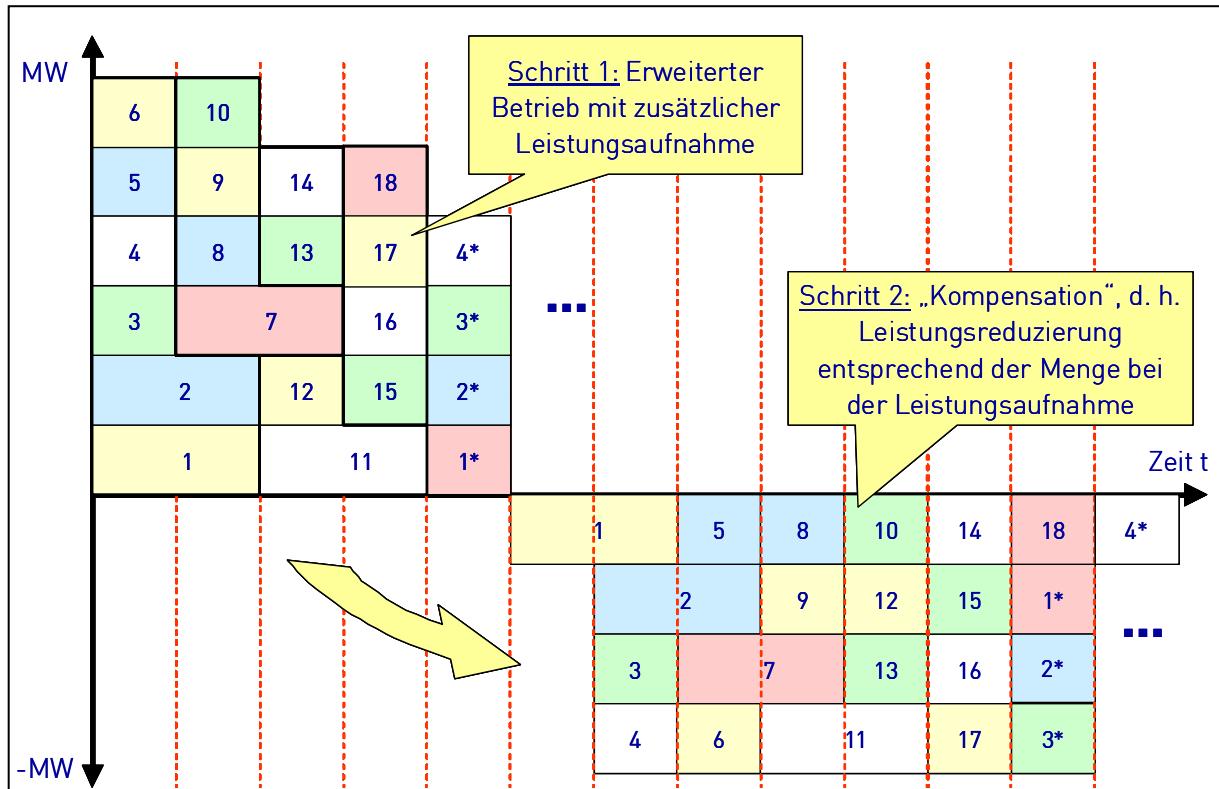 MW
Schritt 1: Erweiterter
Betrieb mit zusätzlicher
Leistungsaufnahme
6 10
5 9 14 18
4 8 13 17 4*
3 7 16 3*
...
2 12 15 2*
1 11 1*
Schritt 2: „Kompensation“, d. h.
Leistungsreduzierung
entsprechend der Menge bei
der Leistungsaufnahme
Zeit t
1 5 8 10 14 18 4*
2 9 12 15 1*
...
3 7 13 16 2*
4 6 11 17 3*
-MW